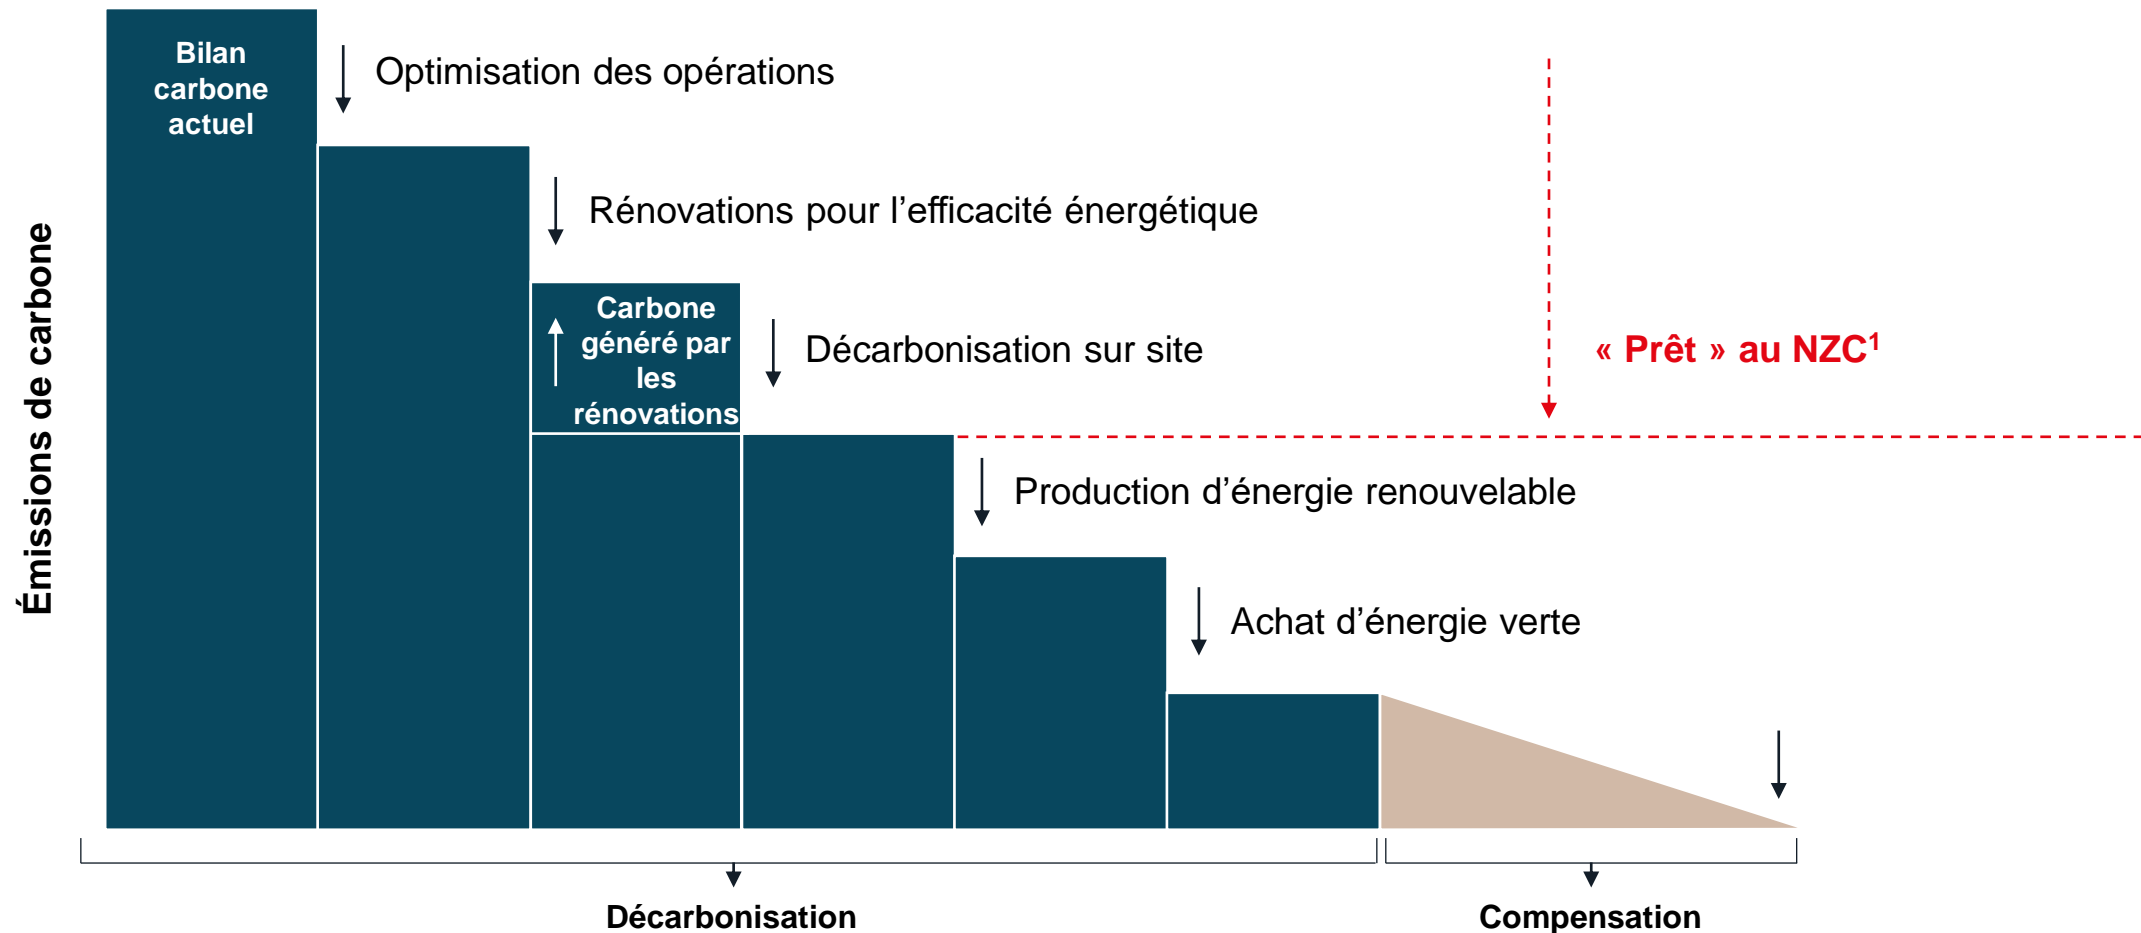 Bilan
carbone
actuel
Optimisation des opérations
Rénovations pour l’efficacité énergétique
Carbone
généré par
les
rénovations
Décarbonisation sur site
« Prêt » au NZC¹
Production d’énergie renouvelable
Achat d’énergie verte
Émissions de carbone
Décarbonisation
Compensation